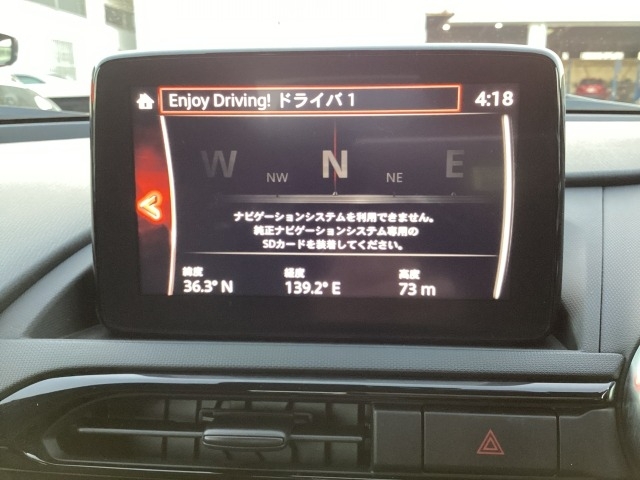 Enjoy Driving! ドライバ 1 4:18
W NW N NE E
ナビゲーションシステムを利用できません。
純正ナビゲーションシステム専用の
SDカードを装着してください。
緯度 経度 高度
36.3° N 139.2° E 73 m